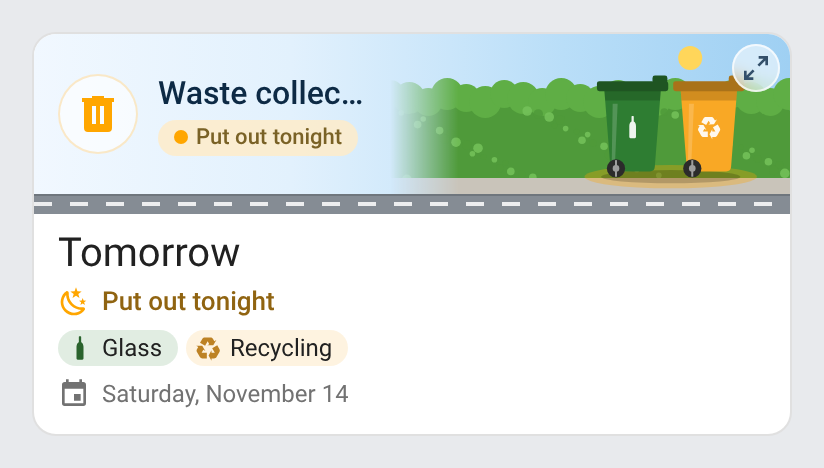 Waste collec...
Put out tonight
Tomorrow
Put out tonight
Glass
Recycling
Saturday, November 14